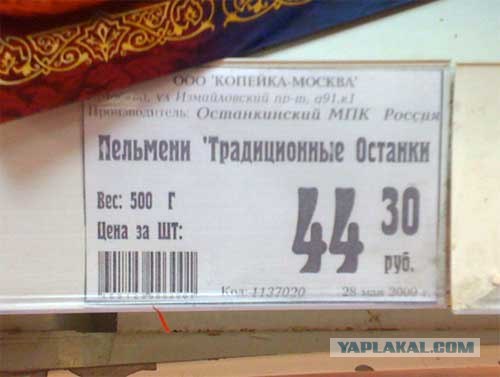 ООО 'КОПЕЙКА-МОСКВА'
ул Измайловский пр-т, д91,к1
Производитель: Останкинский МПК Россия
Пельмени 'Традиционные Останки
Вес: 500 Г
Цена за ШТ:
44 30
руб.
Код: 1137020 28 мая 2009 г.
YAPLAKAL.COM